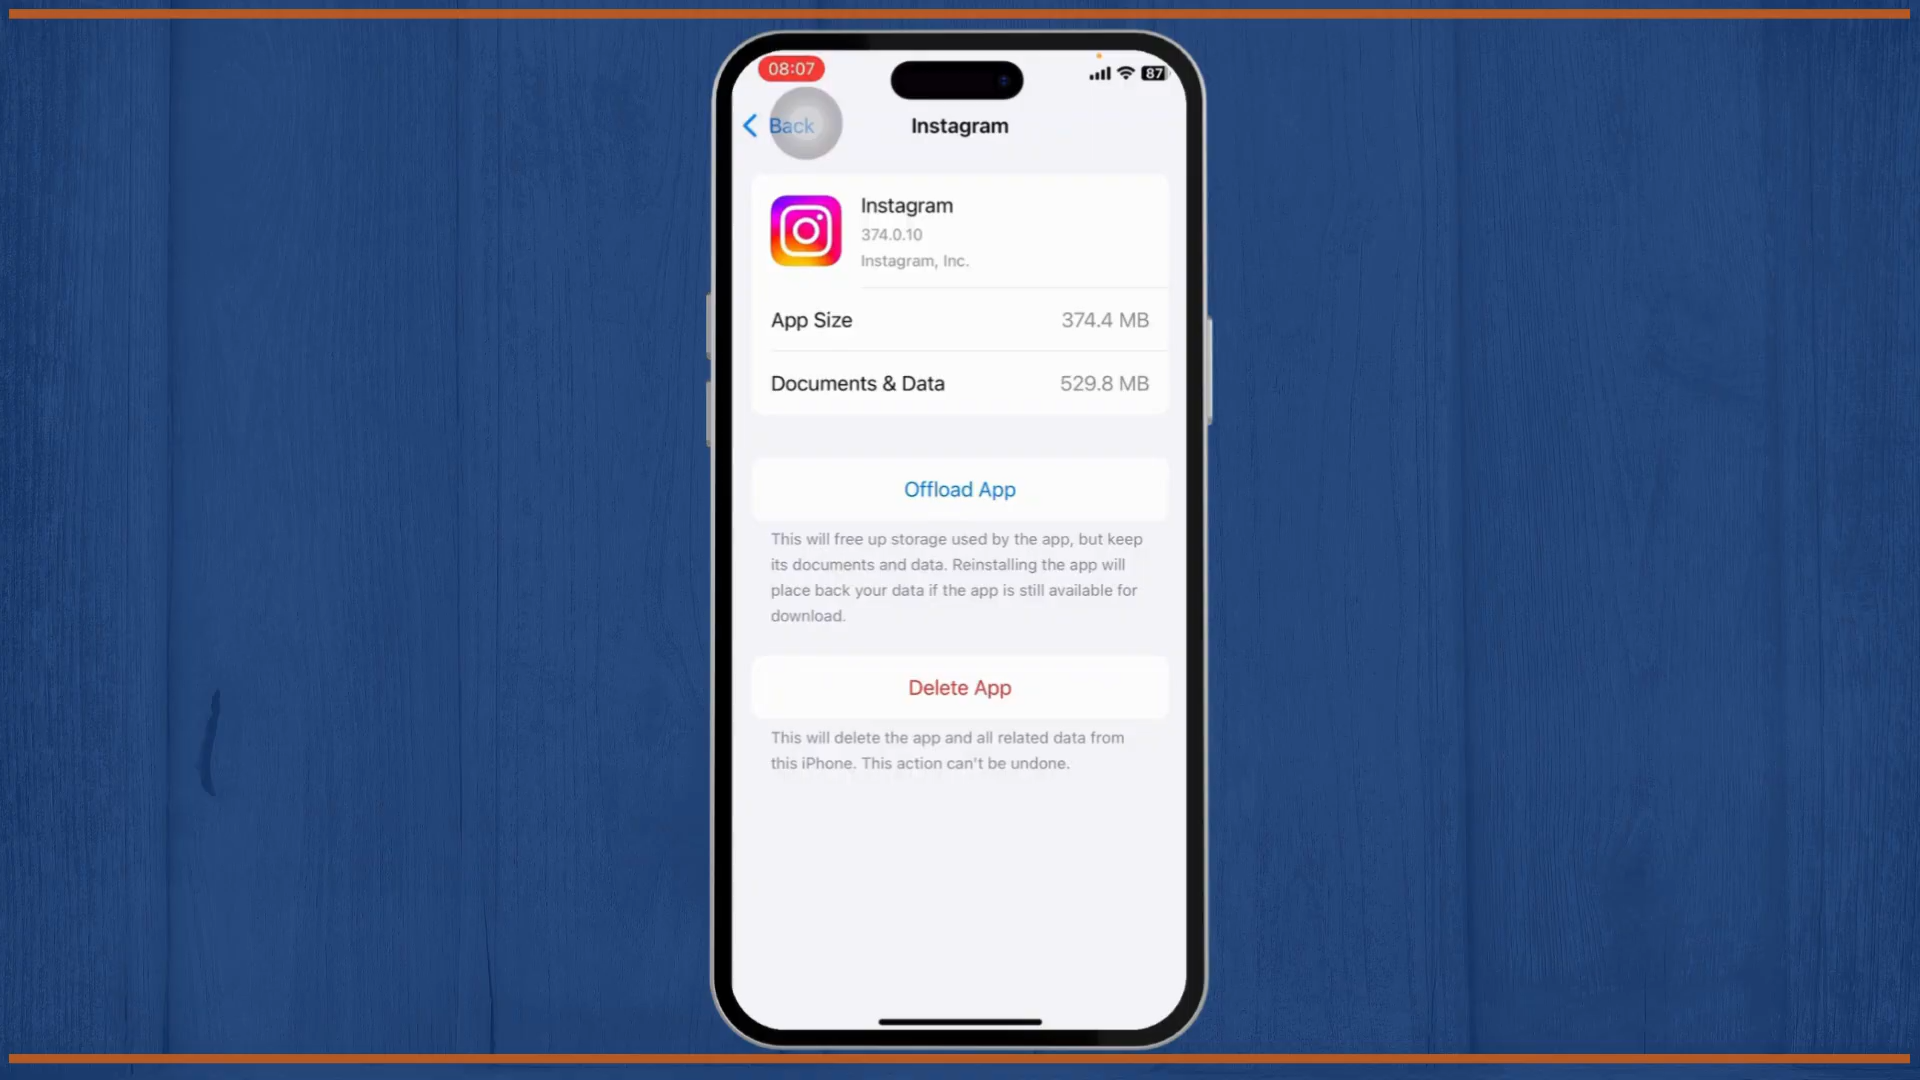 08:07
87
Back
Instagram
Instagram
374.0.10
Instagram, Inc.
App Size 374.4 MB
Documents & Data 529.8 MB
Offload App
This will free up storage used by the app, but keep
its documents and data. Reinstalling the app will
place back your data if the app is still available for
download.
Delete App
This will delete the app and all related data from
this iPhone. This action can't be undone.